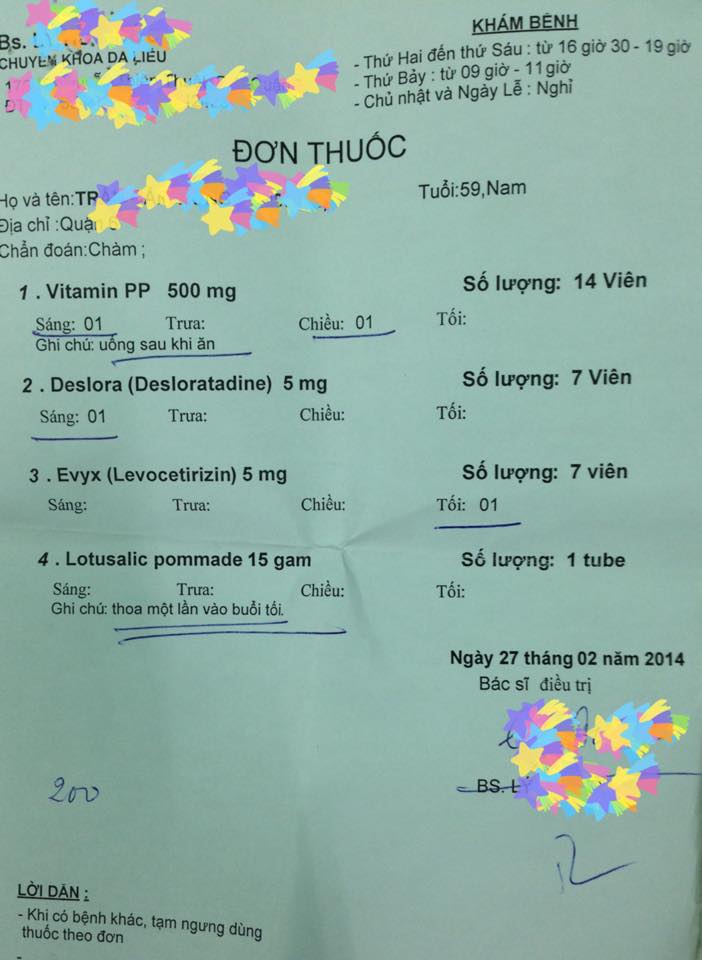 Bs.
CHUYÊN KHOA DA LIỄU
KHÁM BỆNH
- Thứ Hai đến thứ Sáu : từ 16 giờ 30 - 19 giờ
- Thứ Bảy : từ 09 giờ - 11 giờ
- Chủ nhật và Ngày Lễ : Nghỉ
ĐƠN THUỐC
Họ và tên:
Tuổi:59,Nam
Địa chỉ :Quận
Chẩn đoán:Chàm ;
1 . Vitamin PP 500 mg Số lượng: 14 Viên
Sáng: 01 Trưa: Chiều: 01 Tối:
Ghi chú: uống sau khi ăn
2 . Deslora (Desloratadine) 5 mg Số lượng: 7 Viên
Sáng: 01 Trưa: Chiều: Tối:
3 . Evyx (Levocetirizin) 5 mg Số lượng: 7 viên
Sáng: Trưa: Chiều: Tối: 01
4 . Lotusalic pommade 15 gam Số lượng: 1 tube
Sáng: Trưa: Chiều: Tối:
Ghi chú: thoa một lần vào buổi tối.
Ngày 27 tháng 02 năm 2014
Bác sĩ điều trị
BS. LÝ
200
LỜI DẶN :
- Khi có bệnh khác, tạm ngưng dùng
thuốc theo đơn